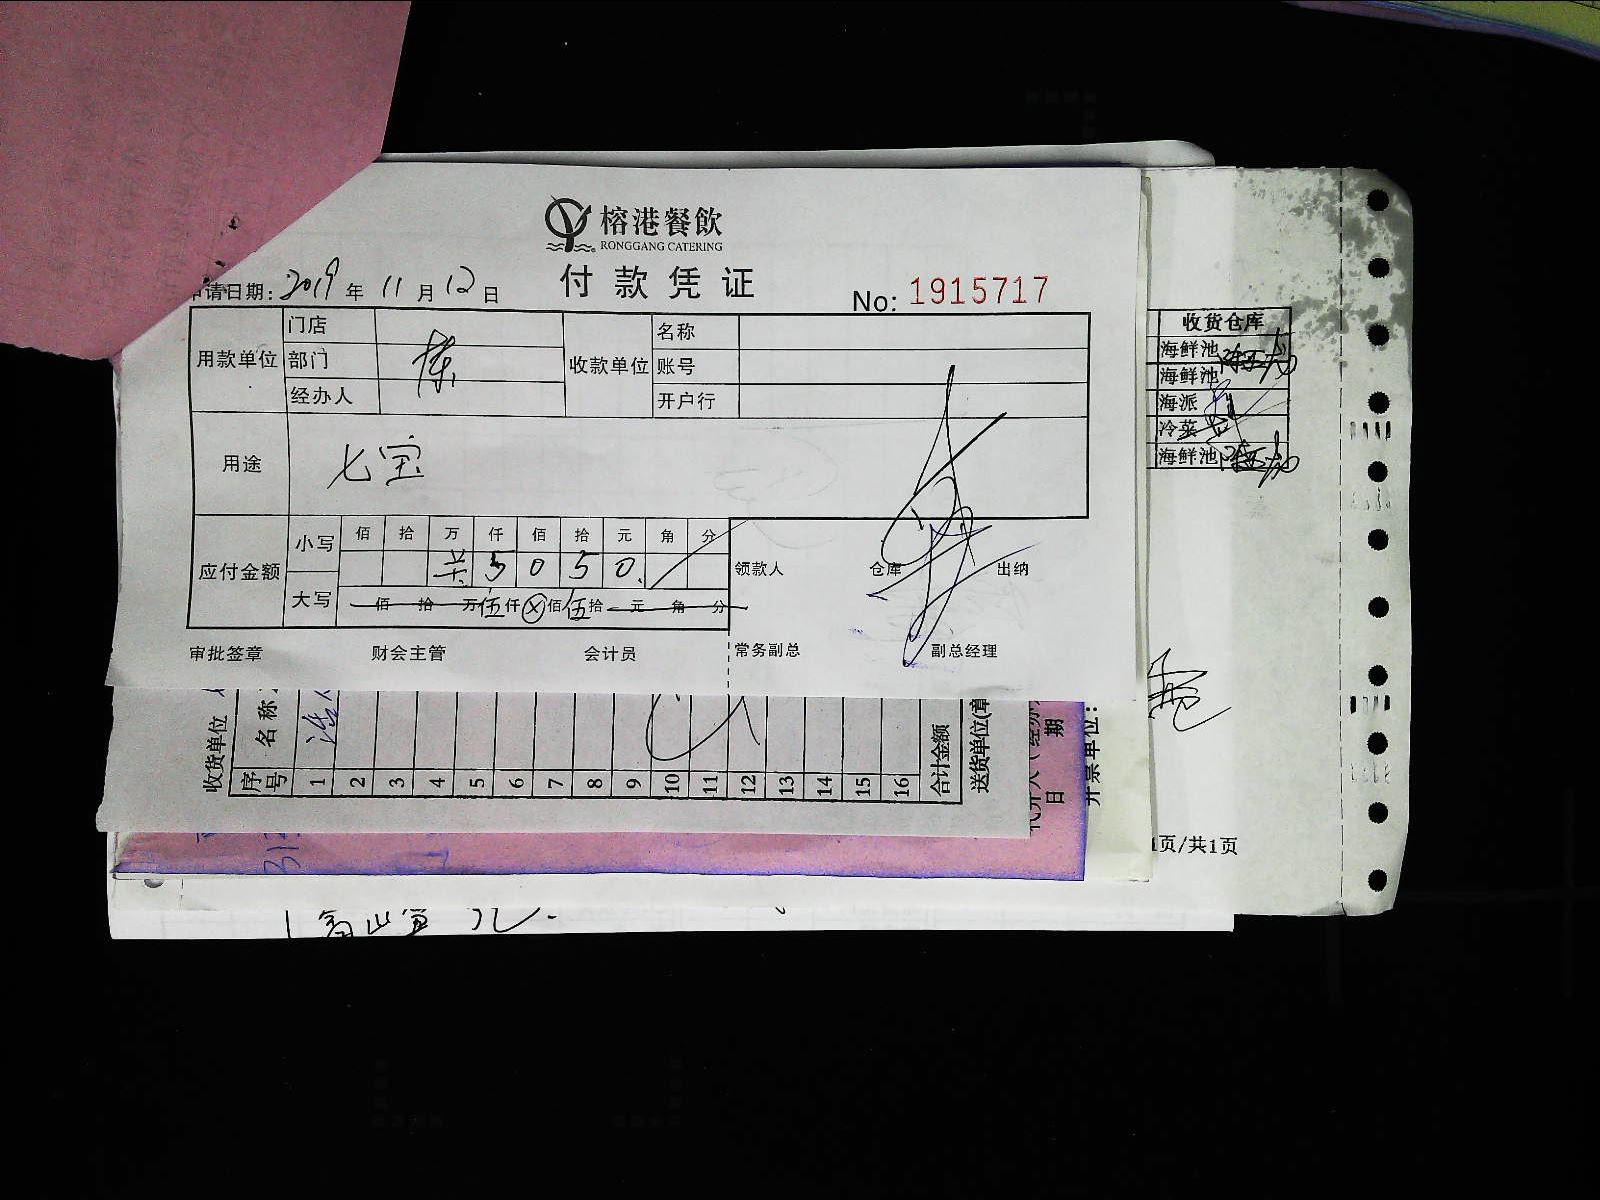 榕港餐飲
RONGGANG CATERING
付款凭证
申请日期: 2019 年 11 月 12 日
No: 1915717
用款单位 门店 收款单位 名称
部门 账号
经办人 开户行
用途 七宝
应付金额 小写 佰 拾 万 仟 佰 拾 元 角 分
5 0 5 0
大写 佰 拾 万 伍仟 ⊗佰 伍拾 元 角 分
领款人 仓库 出纳
审批签章 财会主管 会计员 常务副总 副总经理
收货仓库
海鲜池
海鲜池
海派
冷菜
海鲜池
收货单位
序号 名称
1
2
3
4
5
6
7
8
9
10
11
12
13
14
15
16
合计金额
送货单位(章
日期
开票单位:
1页/共1页